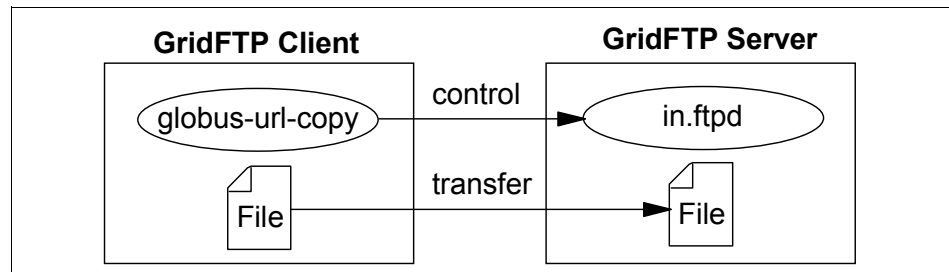 GridFTP Client
GridFTP Server
control
globus-url-copy
in.ftpd
transfer
File
File